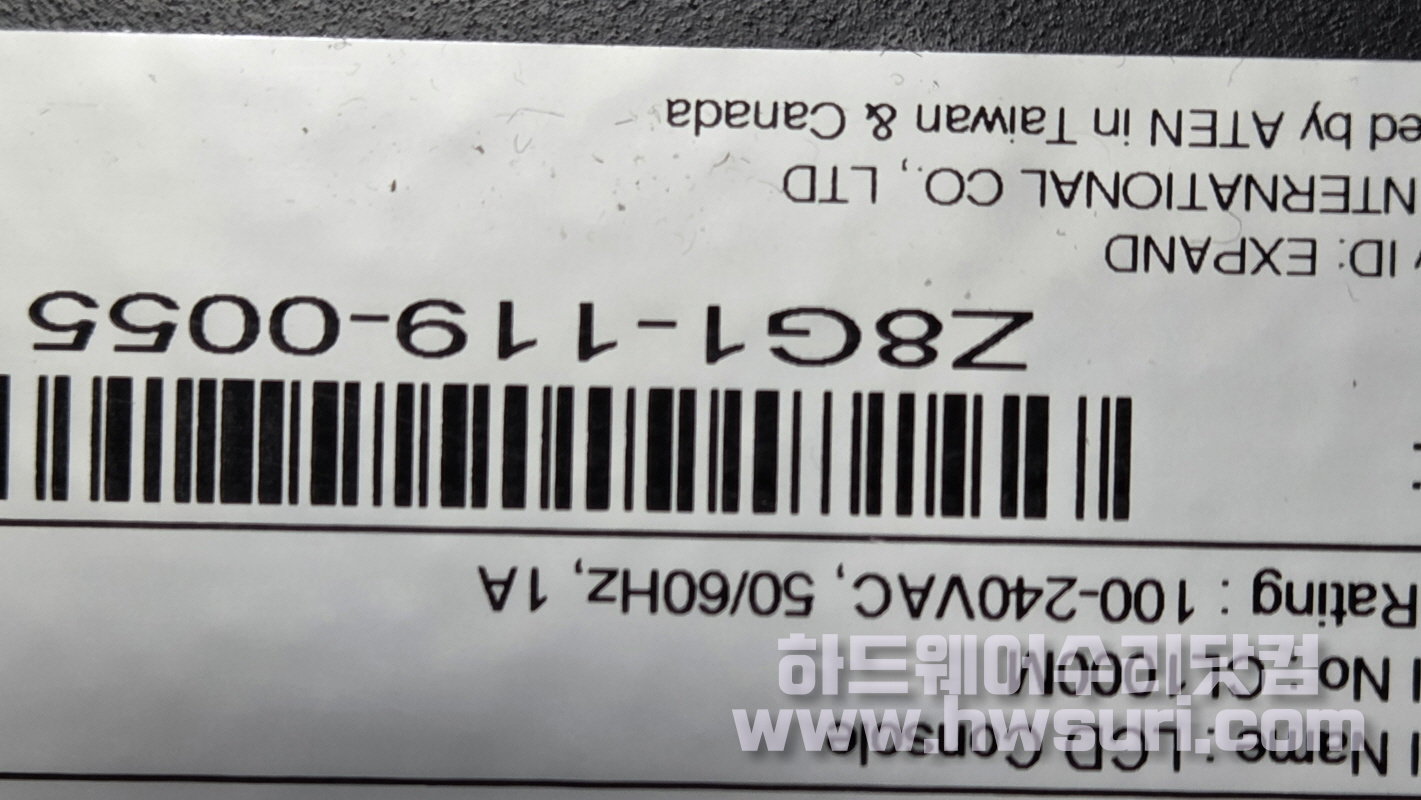 Name : LCD Console
No : CL1000M
Rating : 100-240VAC, 50/60Hz, 1A
Z8G1-119-0055
ID: EXPAND
NTERNATIONAL CO., LTD
ed by ATEN in Taiwan & Canada
하드웨어수리닷컴
www.hwsuri.com